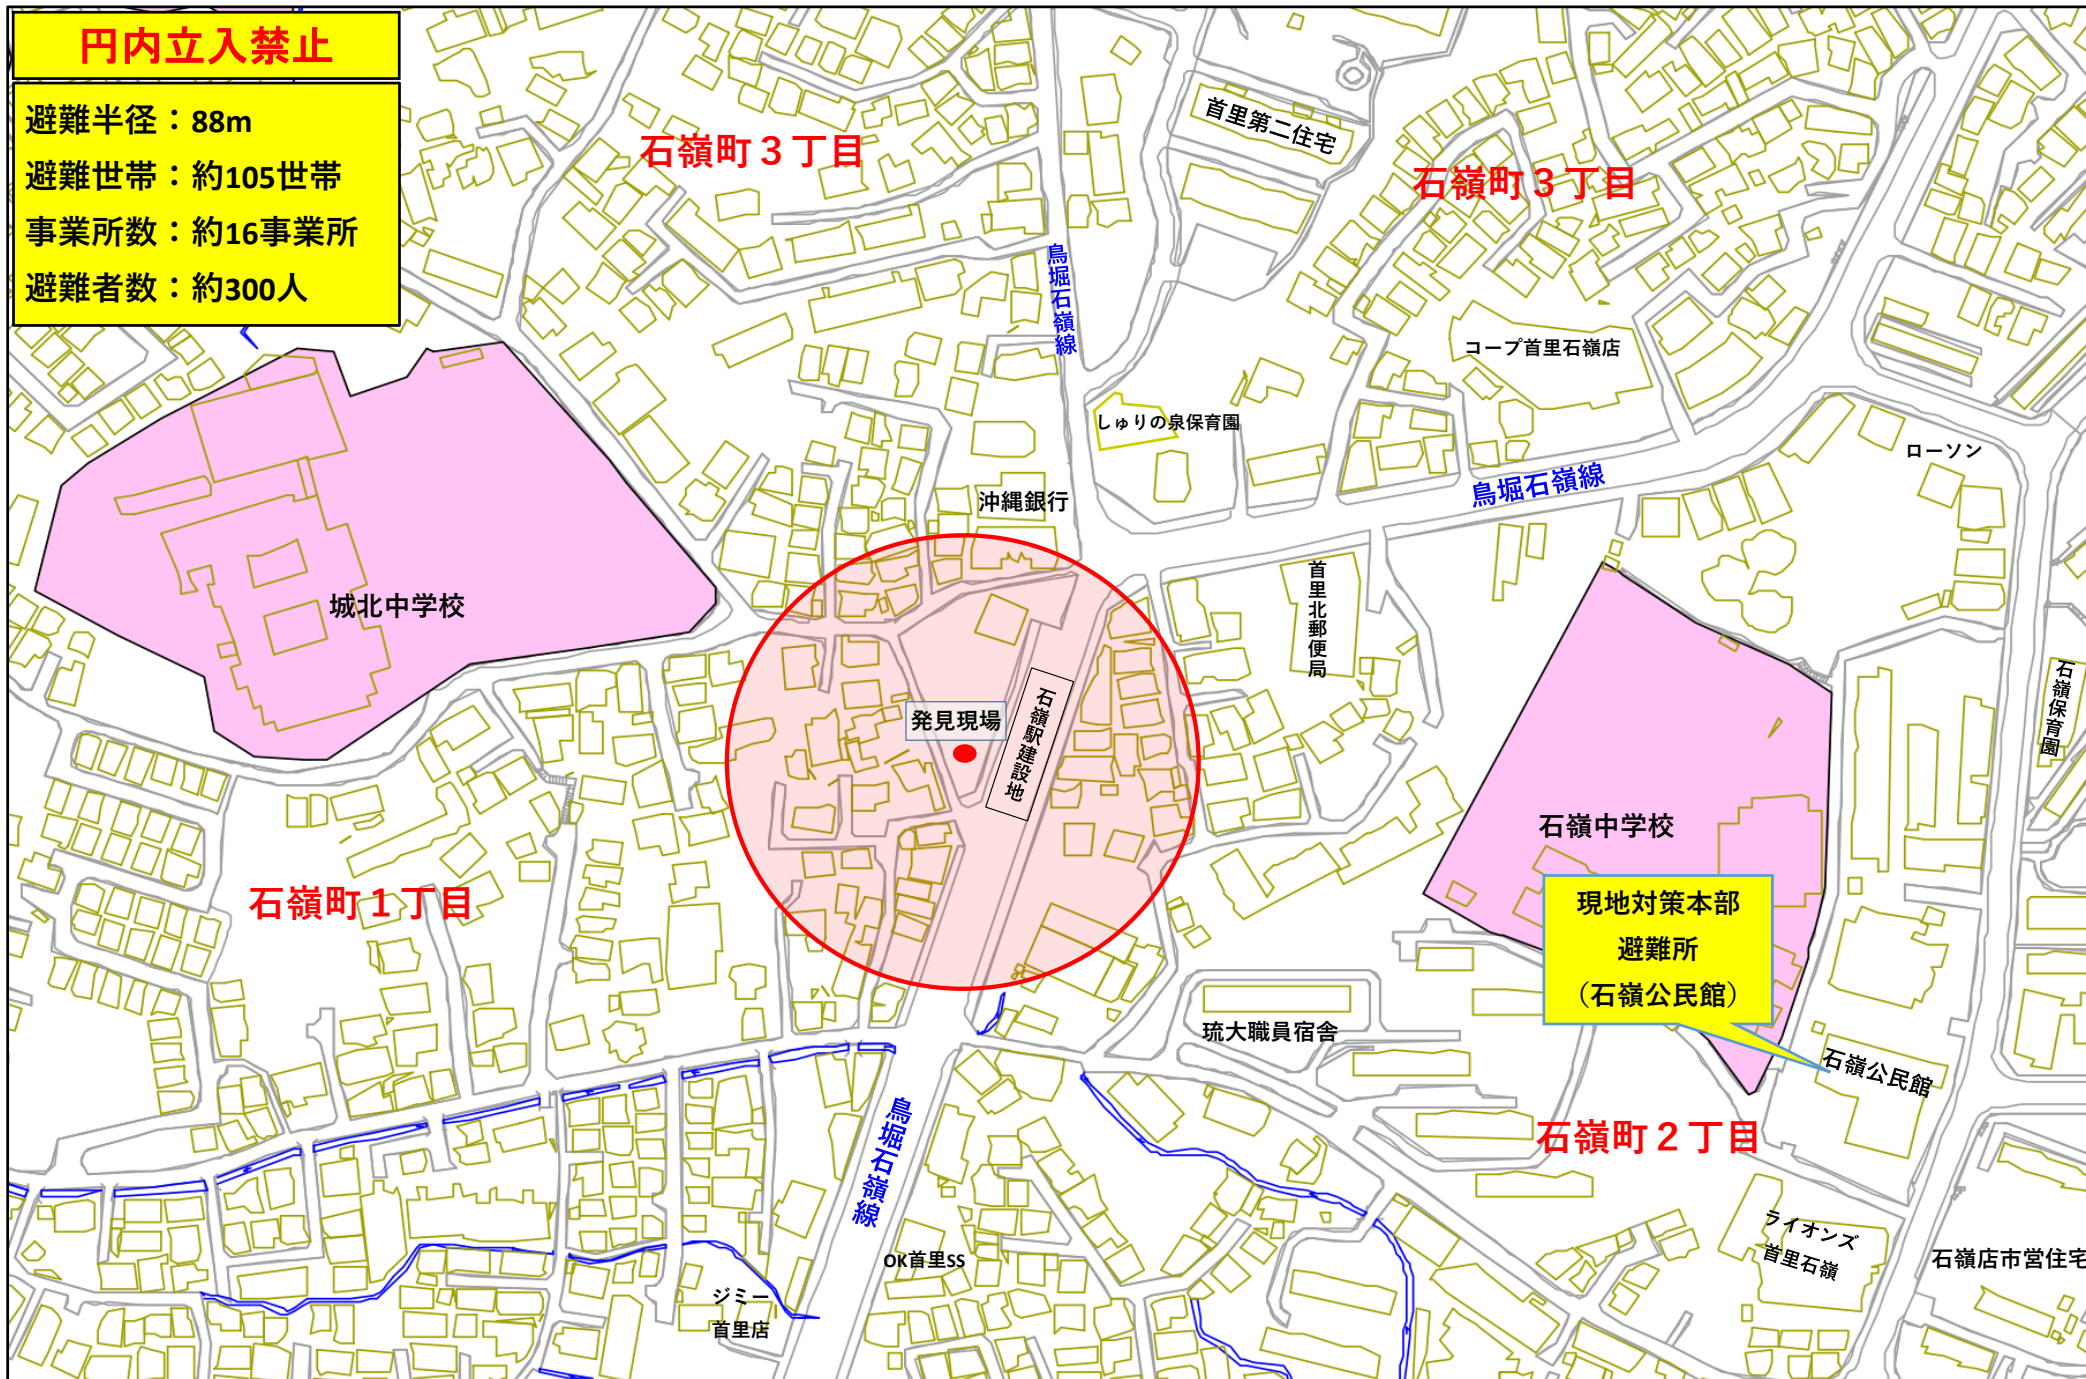 円内立入禁止
避難半径：88m
避難世帯：約105世帯
事業所数：約16事業所
避難者数：約300人
石嶺町３丁目
首里第二住宅
石嶺町３丁目
鳥堀石嶺線
コープ首里石嶺店
しゅりの泉保育園
ローソン
鳥堀石嶺線
沖縄銀行
首里北郵便局
城北中学校
石嶺保育園
発見現場
石嶺駅建設地
石嶺中学校
石嶺町１丁目
現地対策本部
避難所
（石嶺公民館）
琉大職員宿舎
石嶺公民館
鳥堀石嶺線
石嶺町２丁目
ライオンズ
首里石嶺
石嶺店市営住宅
OK首里SS
ジミー
首里店